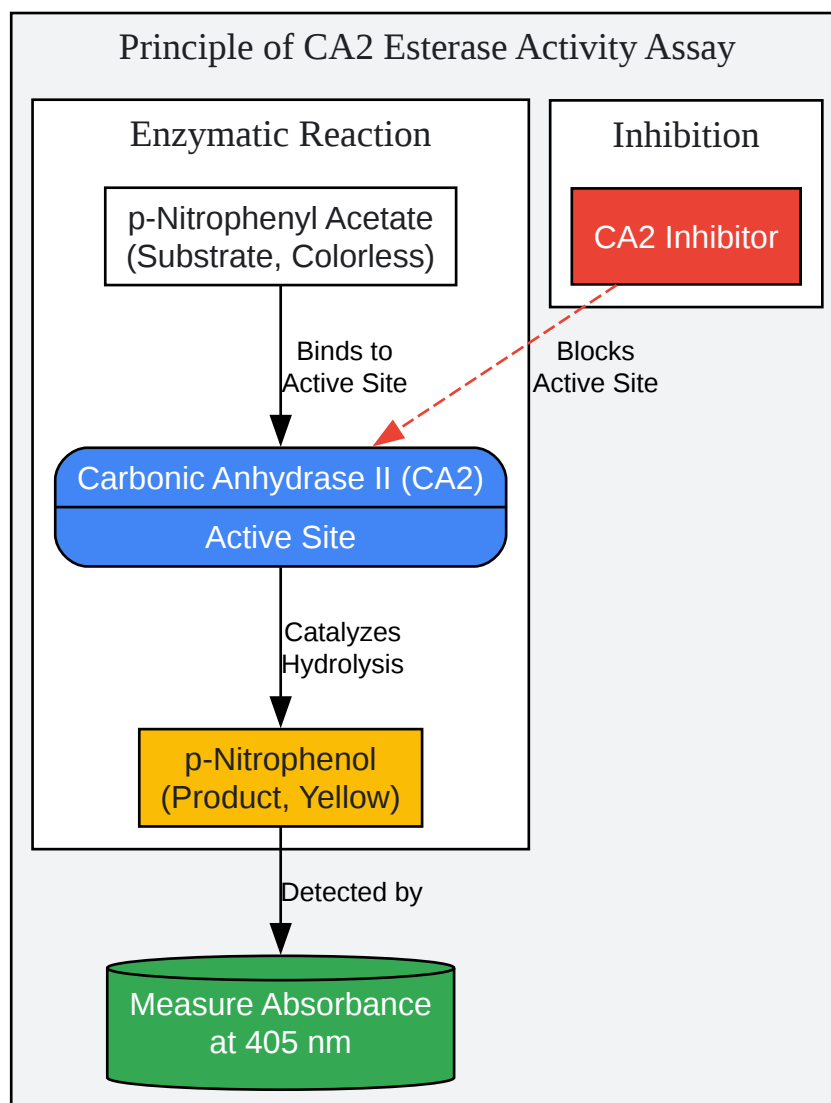 Principle of CA2 Esterase Activity Assay
Enzymatic Reaction
Inhibition
p-Nitrophenyl Acetate
(Substrate, Colorless)
CA2 Inhibitor
Binds to
Active Site
Blocks
Active Site
Carbonic Anhydrase II (CA2)
Active Site
Catalyzes
Hydrolysis
p-Nitrophenol
(Product, Yellow)
Detected by
Measure Absorbance
at 405 nm